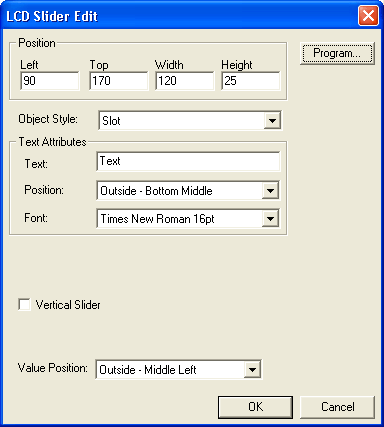 LCD Slider Edit
Position
Program...
Left Top Width Height
90 170 120 25
Object Style: Slot
Text Attributes
Text: Text
Position: Outside - Bottom Middle
Font: Times New Roman 16pt
Vertical Slider
Value Position: Outside - Middle Left
OK Cancel